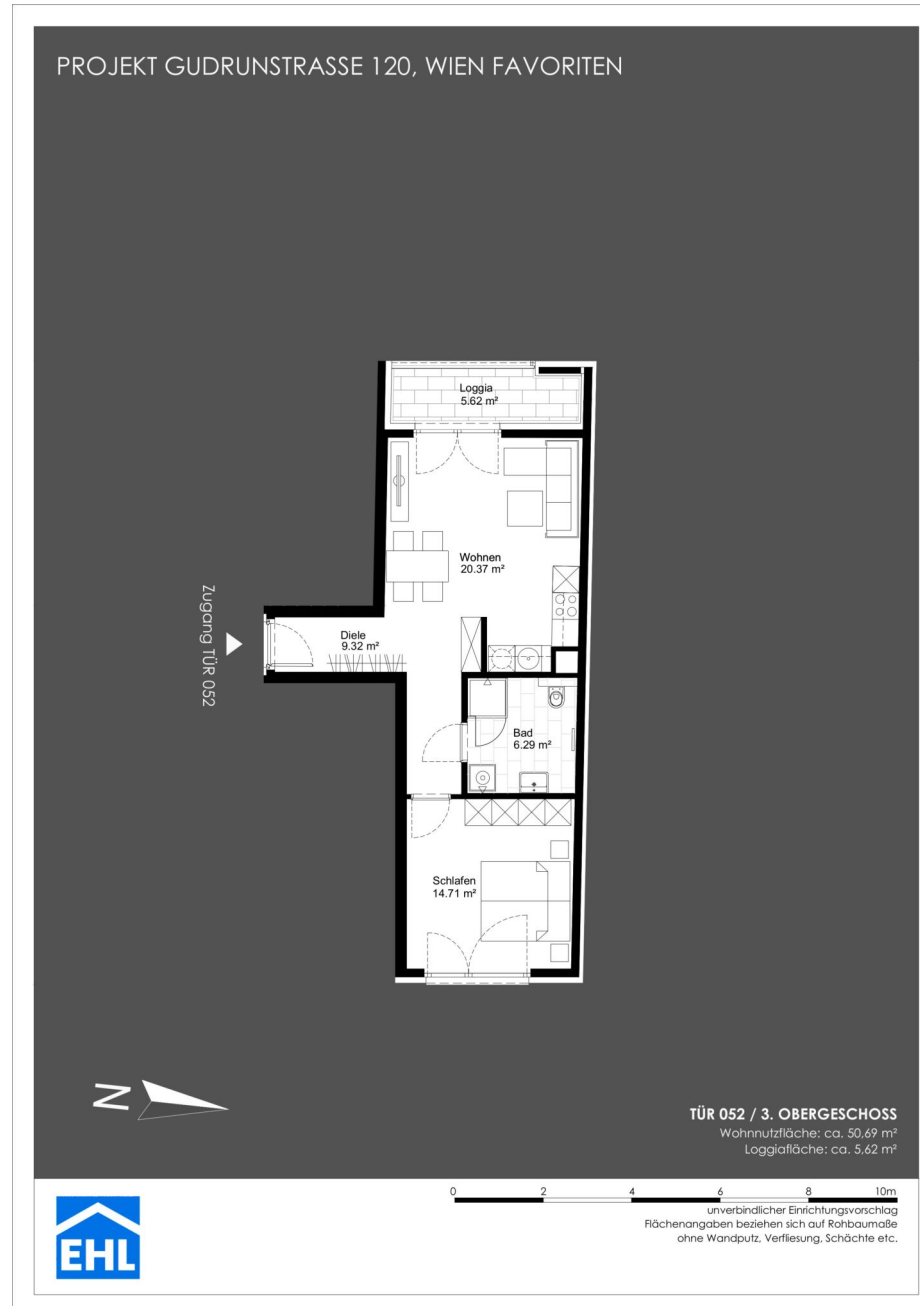 PROJEKT GUDRUNSTRASSE 120, WIEN FAVORITEN
Loggia
5.62 m²
Wohnen
20.37 m²
Zugang TÜR 052
Diele
9.32 m²
Bad
6.29 m²
Schlafen
14.71 m²
N
TÜR 052 / 3. OBERGESCHOSS
Wohnnutzfläche: ca. 50,69 m²
Loggiafläche: ca. 5,62 m²
0 2 4 6 8 10m
unverbindlicher Einrichtungsvorschlag
Flächenangaben beziehen sich auf Rohbaumaße
ohne Wandputz, Verfliesung, Schächte etc.
EHL